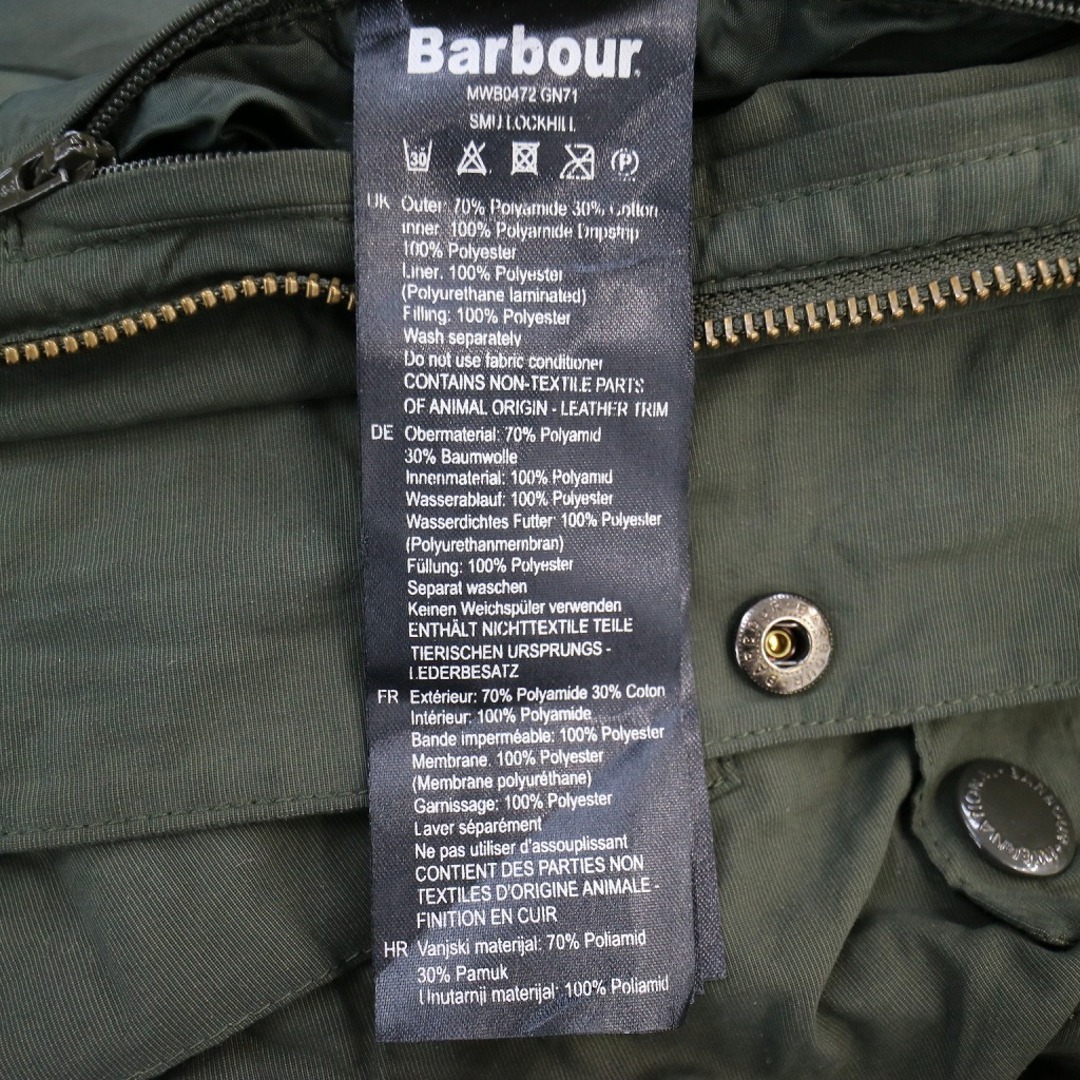 Barbour
MWB0472 GN71
SMU LOCKHILL
30
P
UK Outer: 70% Polyamide 30% Cotton
Inner: 100% Polyamide Dripstrip
100% Polyester
Liner. 100% Polyester
(Polyurethane laminated)
Filling: 100% Polyester
Wash separately
Do not use fabric conditioner
CONTAINS NON-TEXTILE PARTS
OF ANIMAL ORIGIN - LEATHER TRIM
DE Obermaterial: 70% Polyamid
30% Baumwolle
Innenmaterial: 100% Polyamid
Wasserablauf: 100% Polyester
Wasserdichtes Futter: 100% Polyester
(Polyurethanmembran)
Füllung: 100% Polyester
Separat waschen
Keinen Weichspüler verwenden
ENTHÄLT NICHTTEXTILE TEILE
TIERISCHEN URSPRUNGS -
LEDERBESATZ
FR Extérieur: 70% Polyamide 30% Coton
Intérieur: 100% Polyamide
Bande imperméable: 100% Polyester
Membrane. 100% Polyester
(Membrane polyuréthane)
Garnissage: 100% Polyester
Laver séparément
Ne pas utiliser d'assouplissant
CONTIENT DES PARTIES NON
TEXTILES D'ORIGINE ANIMALE -
FINITION EN CUIR
HR Vanjski materijal: 70% Poliamid
30% Pamuk
Unutarnji materijal: 100% Poliamid
BARBOUR BARBOUR
BARBOUR INTERNATIONAL